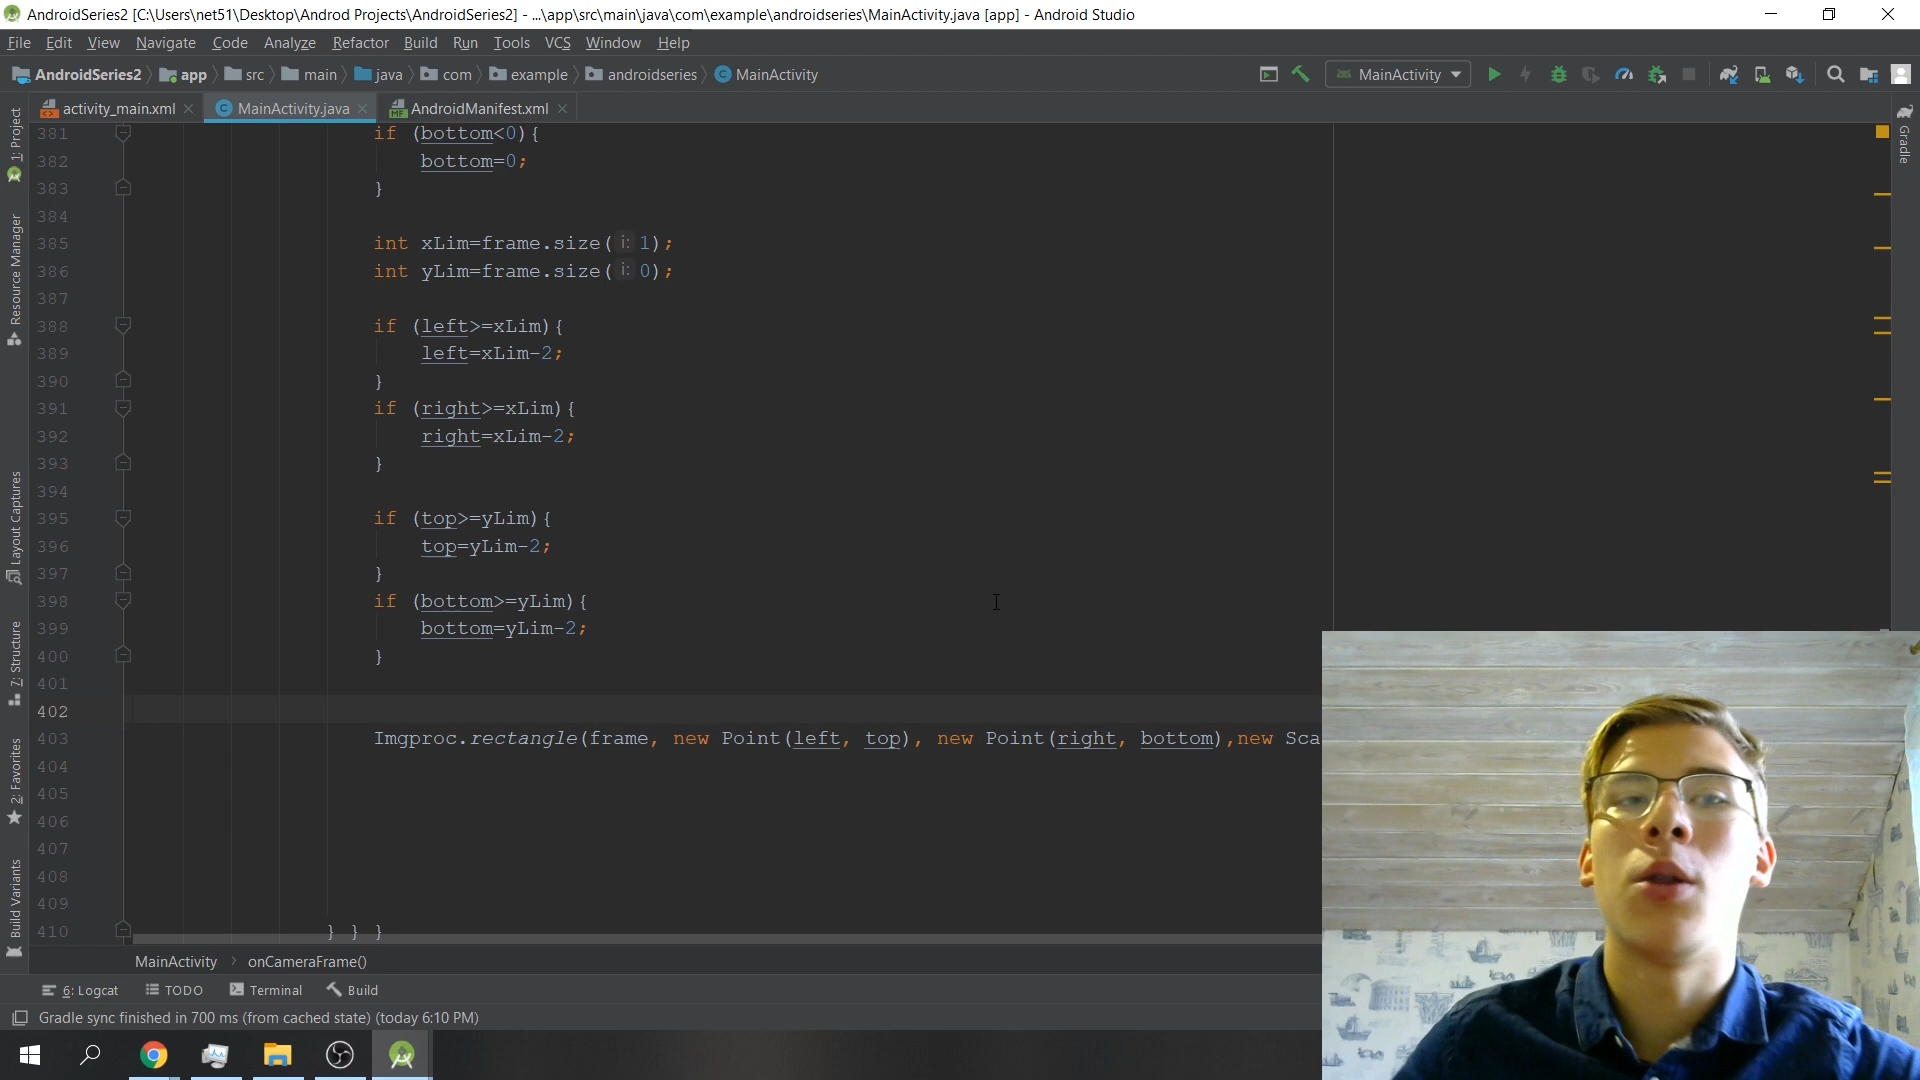 AndroidSeries2 [C:\Users\net51\Desktop\Androd Projects\AndroidSeries2] - ...\app\src\main\java\com\example\androidseries\MainActivity.java [app] - Android Studio
File Edit View Navigate Code Analyze Refactor Build Run Tools VCS Window Help
AndroidSeries2 app src main java com example androidseries MainActivity MainActivity
activity_main.xml MainActivity.java AndroidManifest.xml
1: Project
Resource Manager
Layout Captures
7: Structure
2: Favorites
Build Variants
Gradle
381 if (bottom<0){
382 bottom=0;
383 }
384
385 int xLim=frame.size( i: 1);
386 int yLim=frame.size( i: 0);
387
388 if (left>=xLim){
389 left=xLim-2;
390 }
391 if (right>=xLim){
392 right=xLim-2;
393 }
394
395 if (top>=yLim){
396 top=yLim-2;
397 }
398 if (bottom>=yLim){
399 bottom=yLim-2;
400 }
401
402
403 Imgproc.rectangle(frame, new Point(left, top), new Point(right, bottom),new Sca
404
405
406
407
408
409
410 } } }
MainActivity onCameraFrame()
6: Logcat TODO Terminal Build
Gradle sync finished in 700 ms (from cached state) (today 6:10 PM)